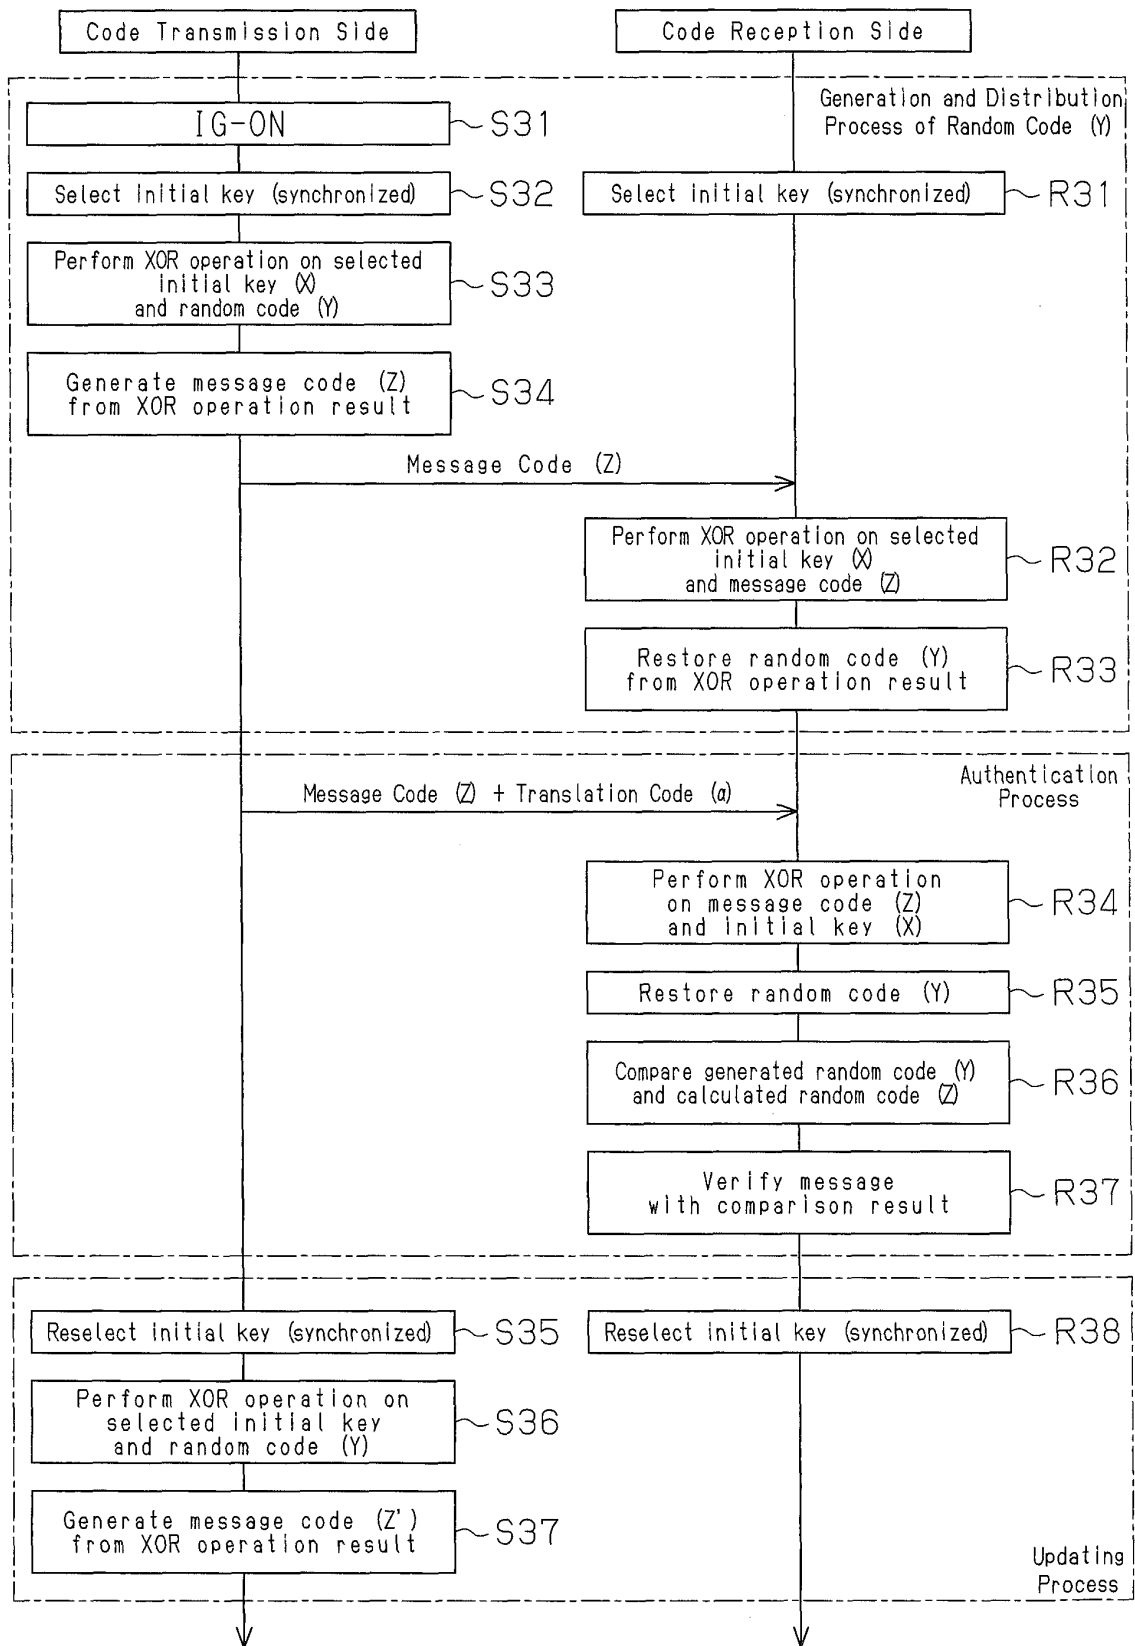 Code Transmission Side
Code Reception Side
Generation and Distribution
Process of Random Code (Y)
IG-ON
S31
Select initial key (synchronized)
S32
Select initial key (synchronized)
R31
Perform XOR operation on selected
initial key (X)
and random code (Y)
S33
Generate message code (Z)
from XOR operation result
S34
Message Code (Z)
Perform XOR operation on selected
initial key (X)
and message code (Z)
R32
Restore random code (Y)
from XOR operation result
R33
Authentication
Process
Message Code (Z) + Translation Code (α)
Perform XOR operation
on message code (Z)
and initial key (X)
R34
Restore random code (Y)
R35
Compare generated random code (Y)
and calculated random code (Z)
R36
Verify message
with comparison result
R37
Reselect initial key (synchronized)
S35
Reselect initial key (synchronized)
R38
Perform XOR operation on
selected initial key
and random code (Y)
S36
Generate message code (Z')
from XOR operation result
S37
Updating
Process